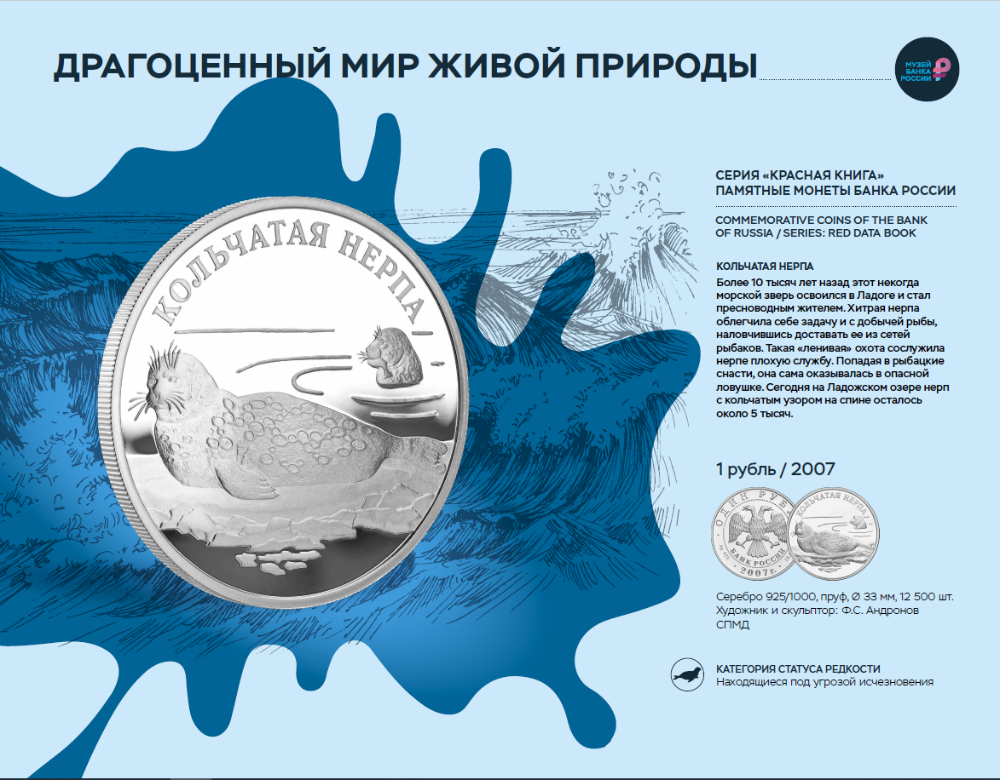 ДРАГОЦЕННЫЙ МИР ЖИВОЙ ПРИРОДЫ
МУЗЕЙ
БАНКА
РОССИИ
КОЛЬЧАТАЯ НЕРПА
СЕРИЯ «КРАСНАЯ КНИГА»
ПАМЯТНЫЕ МОНЕТЫ БАНКА РОССИИ
COMMEMORATIVE COINS OF THE BANK
OF RUSSIA / SERIES: RED DATA BOOK
КОЛЬЧАТАЯ НЕРПА
Более 10 тысяч лет назад этот некогда
морской зверь освоился в Ладоге и стал
пресноводным жителем. Хитрая нерпа
облегчила себе задачу и с добычей рыбы,
наловчившись доставать ее из сетей
рыбаков. Такая «ленивая» охота сослужила
нерпе плохую службу. Попадая в рыбацкие
снасти, она сама оказывалась в опасной
ловушке. Сегодня на Ладожском озере нерп
с кольчатым узором на спине осталось
около 5 тысяч.
1 рубль / 2007
ОДИН РУБ
БАНК РОССИИ
2007 г.
КОЛЬЧАТАЯ НЕРПА
Серебро 925/1000, пруф, Ø 33 мм, 12 500 шт.
Художник и скульптор: Ф.С. Андронов
СПМД
КАТЕГОРИЯ СТАТУСА РЕДКОСТИ
Находящиеся под угрозой исчезновения